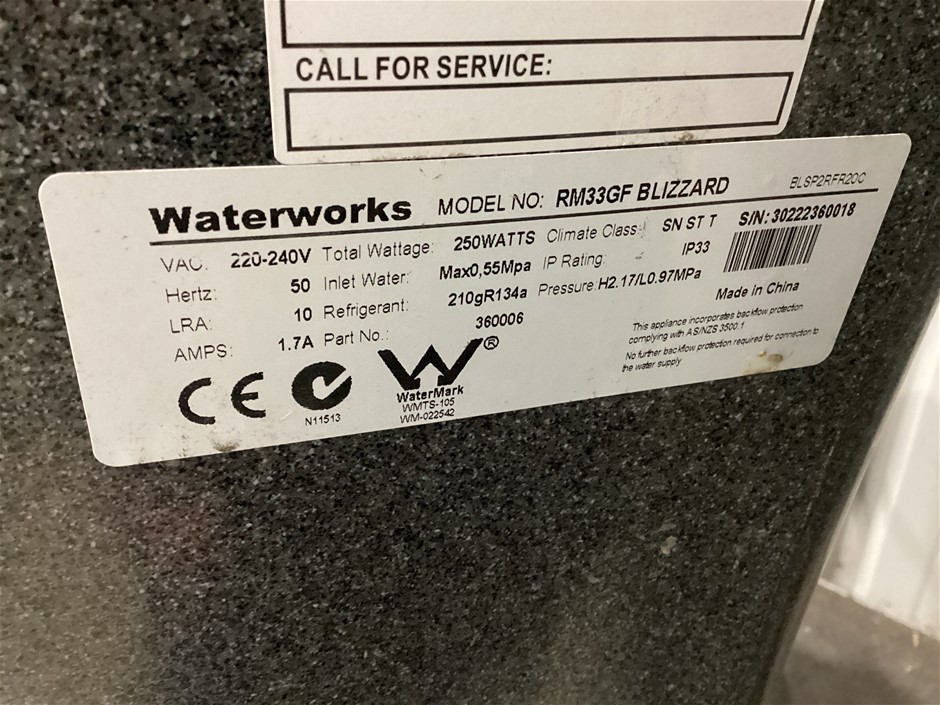 CALL FOR SERVICE:
Waterworks MODEL NO: RM33GF BLIZZARD BLSP2RFR20C
VAC: 220-240V Total Wattage: 250WATTS Climate Class: SN ST T S/N: 30222360018
Hertz: 50 Inlet Water: Max0,55Mpa IP Rating: IP33
LRA: 10 Refrigerant: 210gR134a Pressure:H2.17/L0.97MPa Made in China
AMPS: 1.7A Part No.: 360006
This appliance incorporates backflow protection
complying with AS/NZS 3500.1
No further backflow protection required for connection to
the water supply
CE N11513
W®
WaterMark
WMTS-105
WM-022542